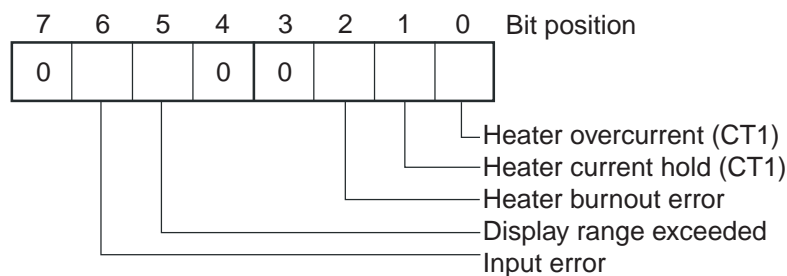 7 6 5 4 3 2 1 0 Bit position
0 0 0
Heater overcurrent (CT1)
Heater current hold (CT1)
Heater burnout error
Display range exceeded
Input error